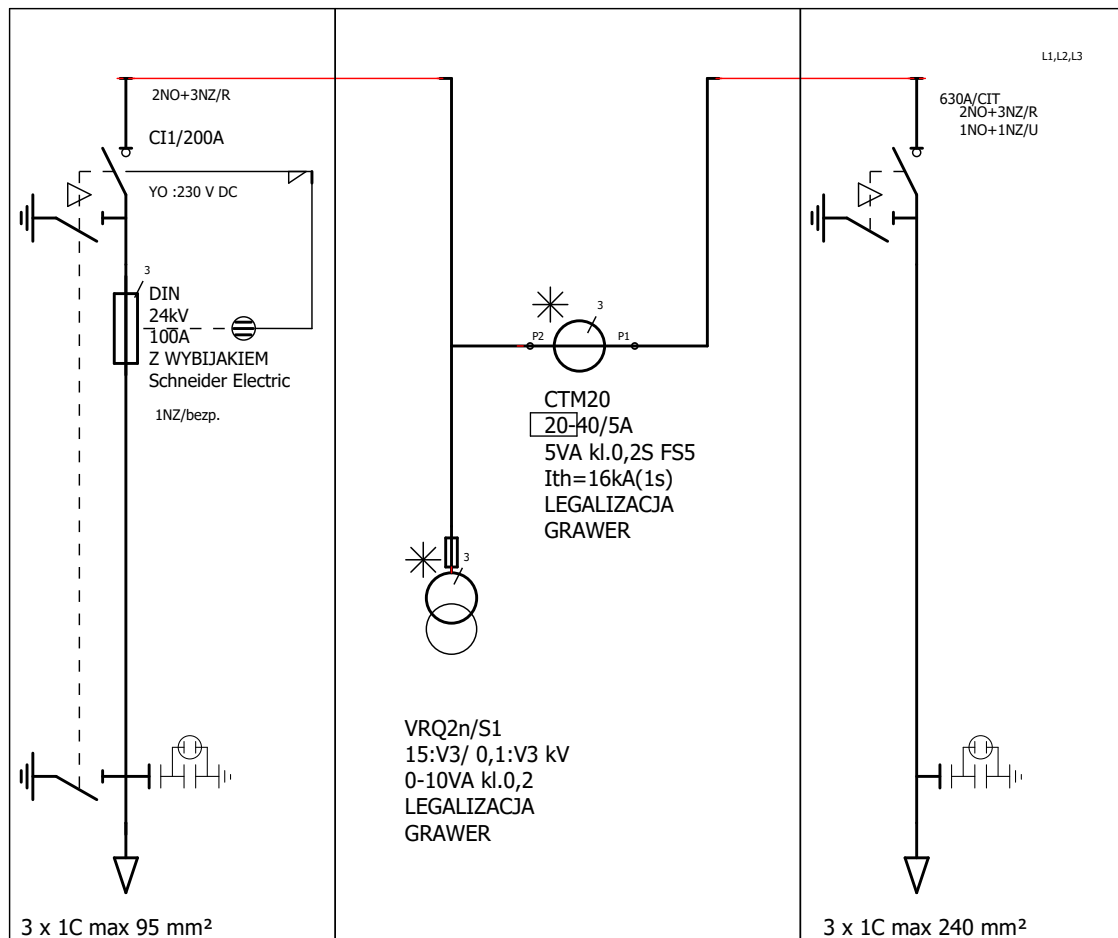 2NO+3NZ/R
CI1/200A
YO :230 V DC
3
DIN
24kV
100A
Z WYBIJAKIEM
Schneider Electric
1NZ/bezp.
3 x 1C max 95 mm²
3
P2
P1
CTM20
20-40/5A
5VA kl.0,2S FS5
Ith=16kA(1s)
LEGALIZACJA
GRAWER
3
VRQ2n/S1
15:V3/ 0,1:V3 kV
0-10VA kl.0,2
LEGALIZACJA
GRAWER
L1,L2,L3
630A/CIT
2NO+3NZ/R
1NO+1NZ/U
3 x 1C max 240 mm²